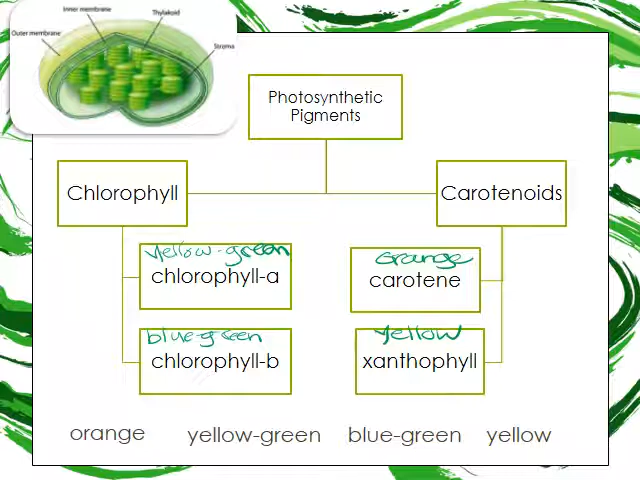 Inner membrane
Thylakoid
Outer membrane
Stroma
Photosynthetic
Pigments
Chlorophyll
Carotenoids
yellow-green
chlorophyll-a
orange
carotene
blue-green
chlorophyll-b
yellow
xanthophyll
orange yellow-green blue-green yellow